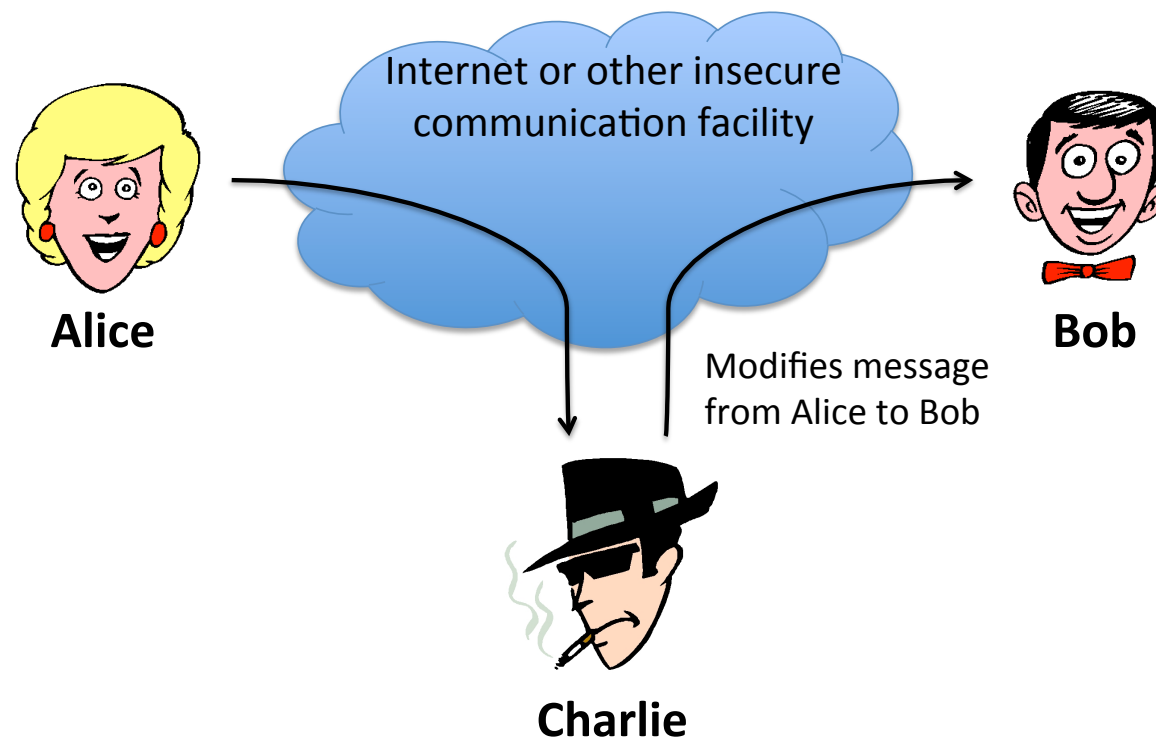 Internet or other insecure
communication facility
Alice
Bob
Modifies message
from Alice to Bob
Charlie